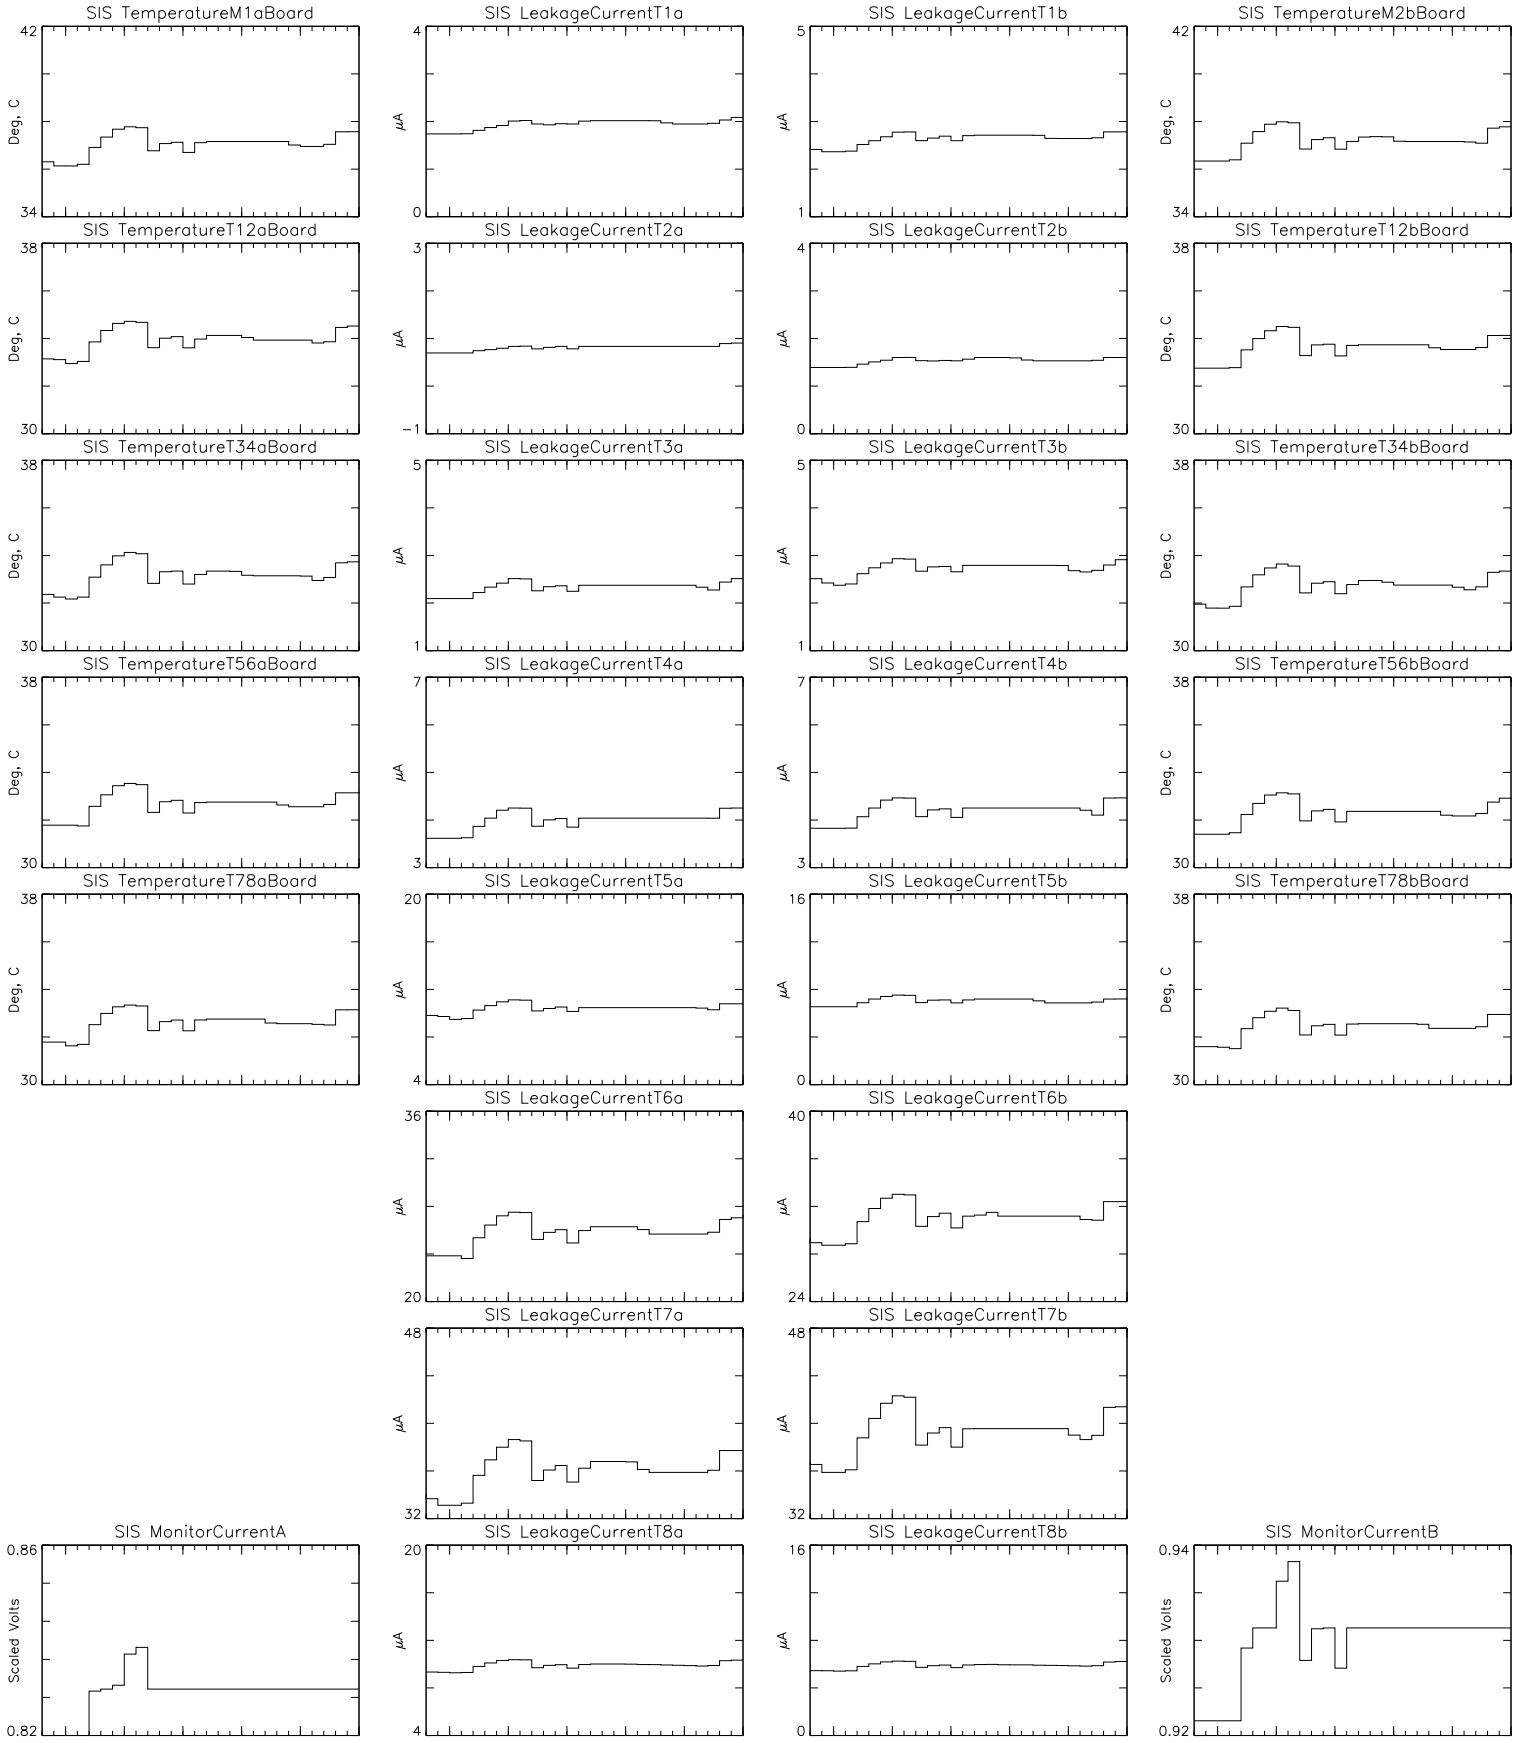 SIS TemperatureM1aBoard
42
Deg, C
34
SIS LeakageCurrentT1a
4
μA
0
SIS LeakageCurrentT1b
5
μA
1
SIS TemperatureM2bBoard
42
Deg, C
34
SIS TemperatureT12aBoard
38
Deg, C
30
SIS LeakageCurrentT2a
3
μA
-1
SIS LeakageCurrentT2b
4
μA
0
SIS TemperatureT12bBoard
38
Deg, C
30
SIS TemperatureT34aBoard
38
Deg, C
30
SIS LeakageCurrentT3a
5
μA
1
SIS LeakageCurrentT3b
5
μA
1
SIS TemperatureT34bBoard
38
Deg, C
30
SIS TemperatureT56aBoard
38
Deg, C
30
SIS LeakageCurrentT4a
7
μA
3
SIS LeakageCurrentT4b
7
μA
3
SIS TemperatureT56bBoard
38
Deg, C
30
SIS TemperatureT78aBoard
38
Deg, C
30
SIS LeakageCurrentT5a
20
μA
4
SIS LeakageCurrentT5b
16
μA
0
SIS TemperatureT78bBoard
38
Deg, C
30
SIS LeakageCurrentT6a
36
μA
20
SIS LeakageCurrentT6b
40
μA
24
SIS LeakageCurrentT7a
48
μA
32
SIS LeakageCurrentT7b
48
μA
32
SIS MonitorCurrentA
0.86
Scaled Volts
0.82
SIS LeakageCurrentT8a
20
μA
4
SIS LeakageCurrentT8b
16
μA
0
SIS MonitorCurrentB
0.94
Scaled Volts
0.92